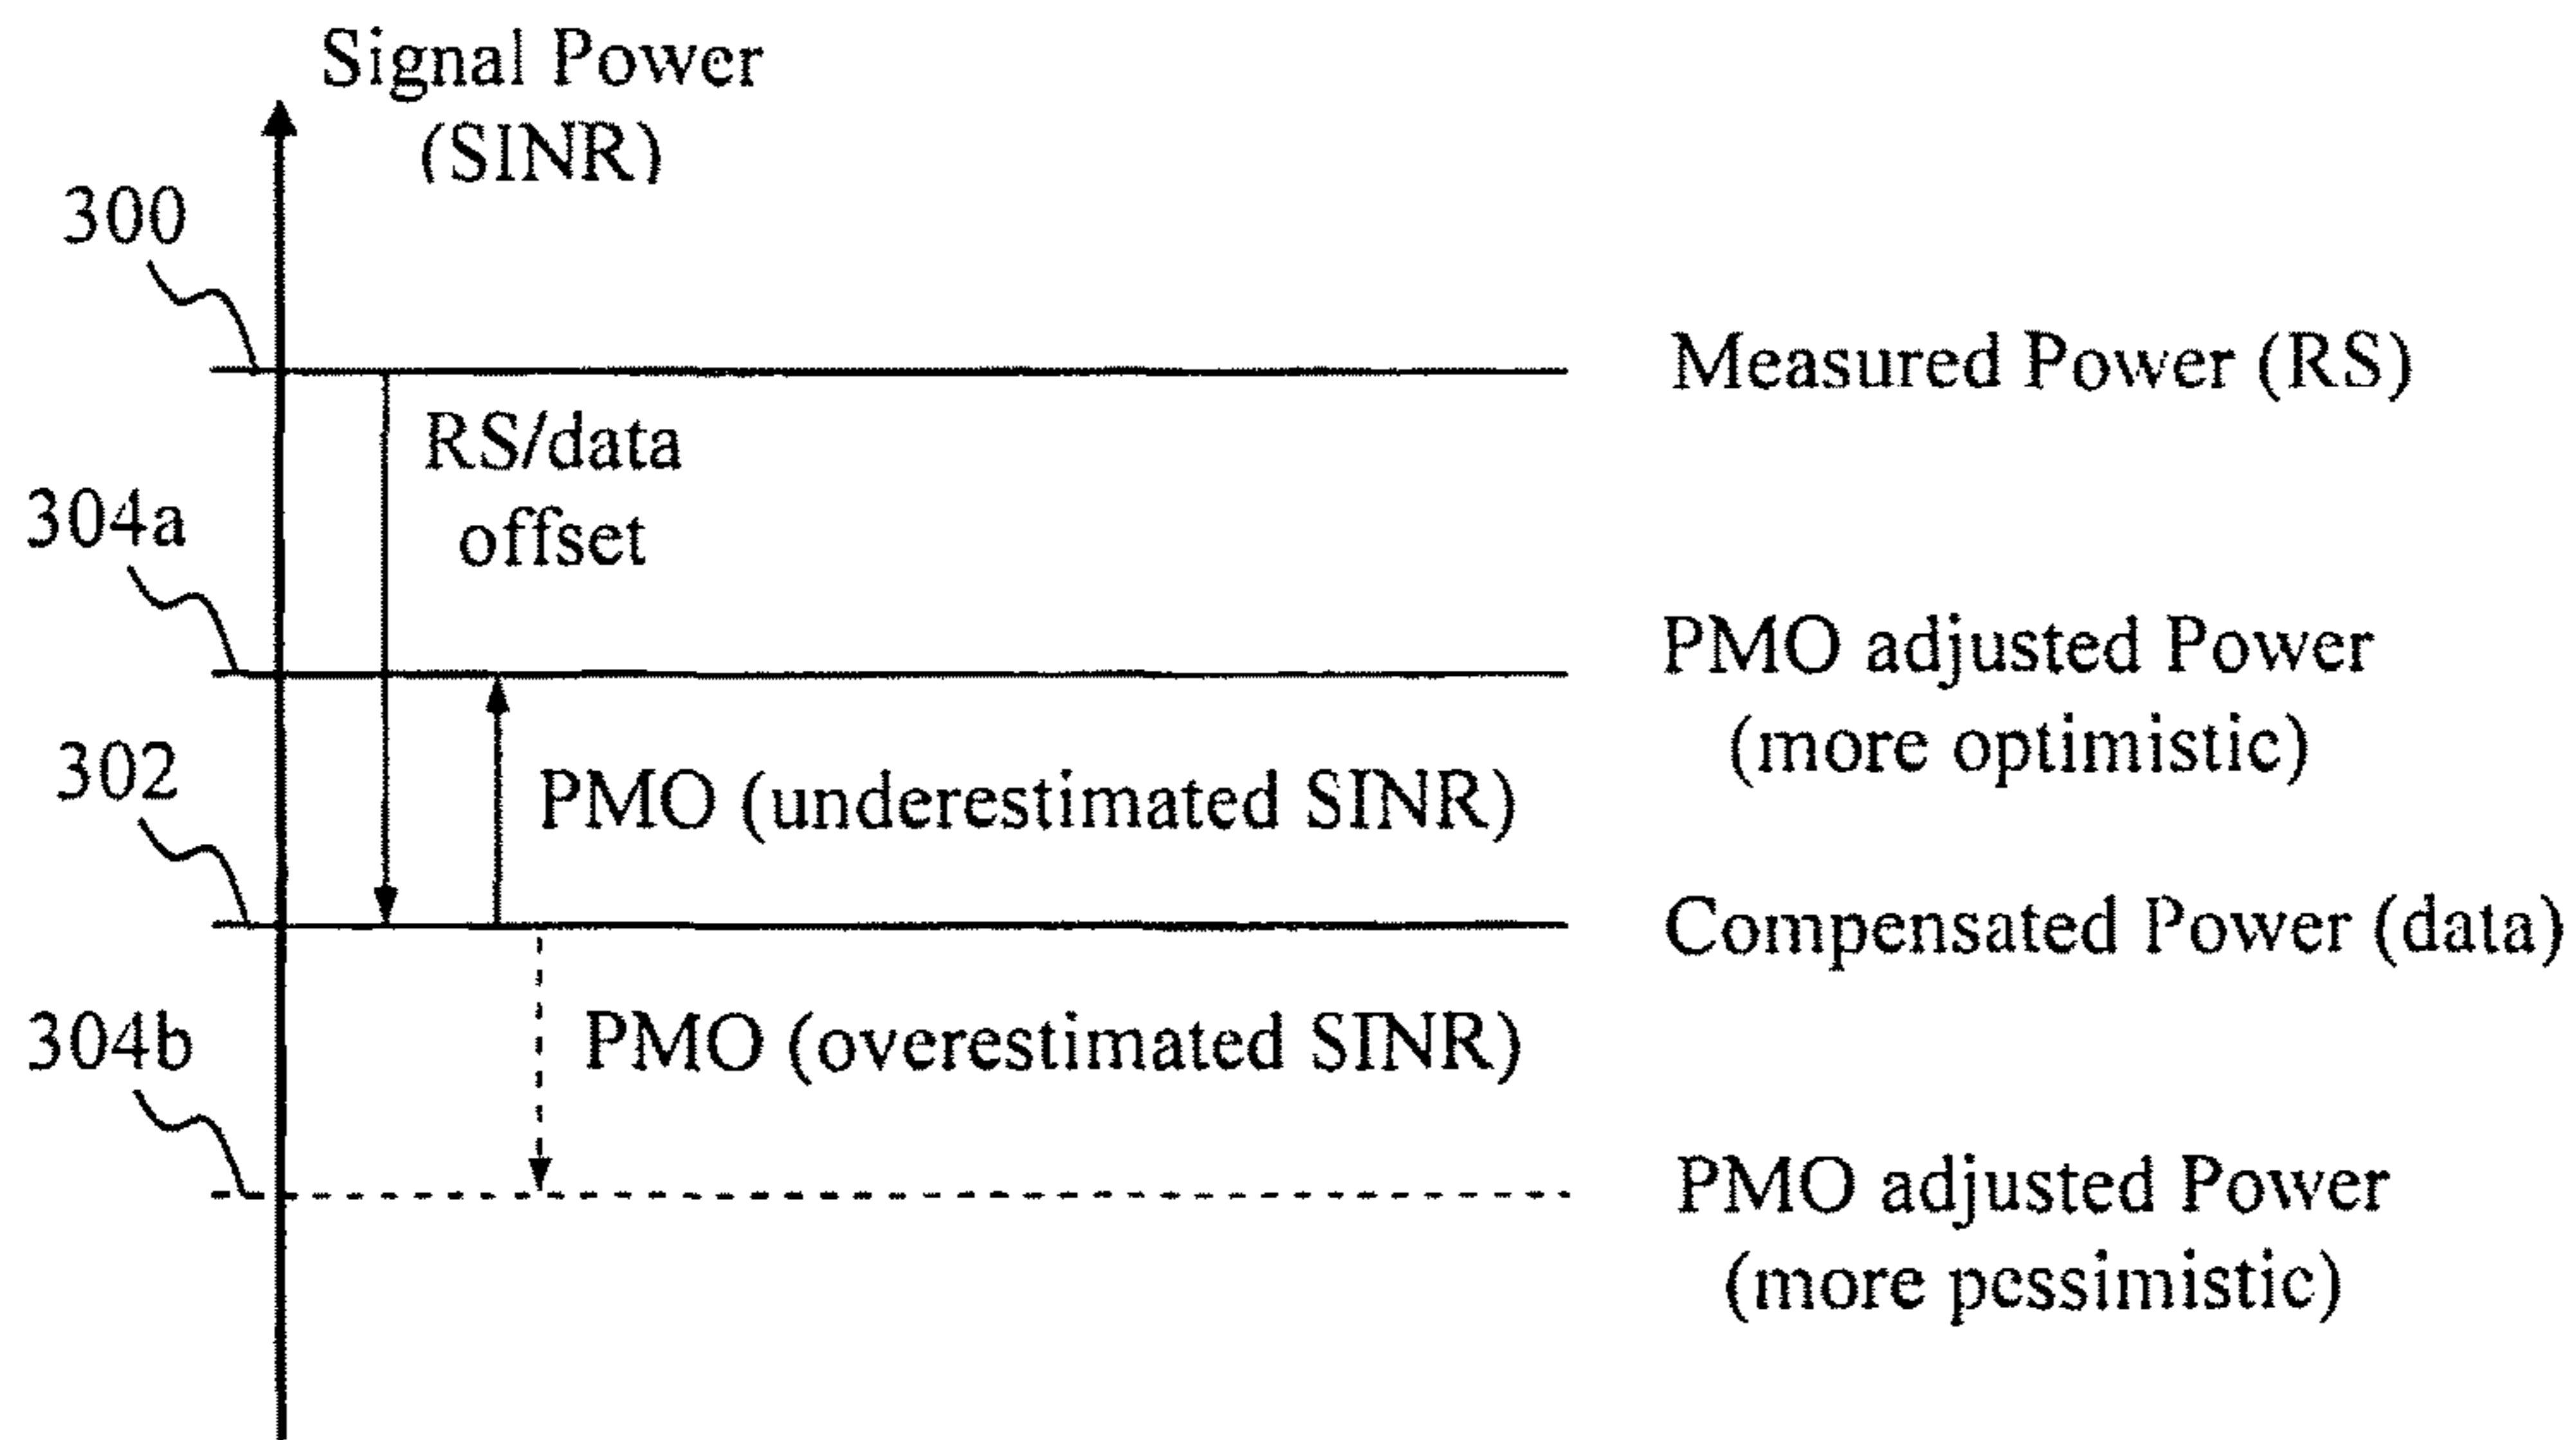 Signal Power
(SINR)
300
Measured Power (RS)
RS/data
offset
304a
PMO adjusted Power
(more optimistic)
302
PMO (underestimated SINR)
Compensated Power (data)
304b
PMO (overestimated SINR)
PMO adjusted Power
(more pessimistic)